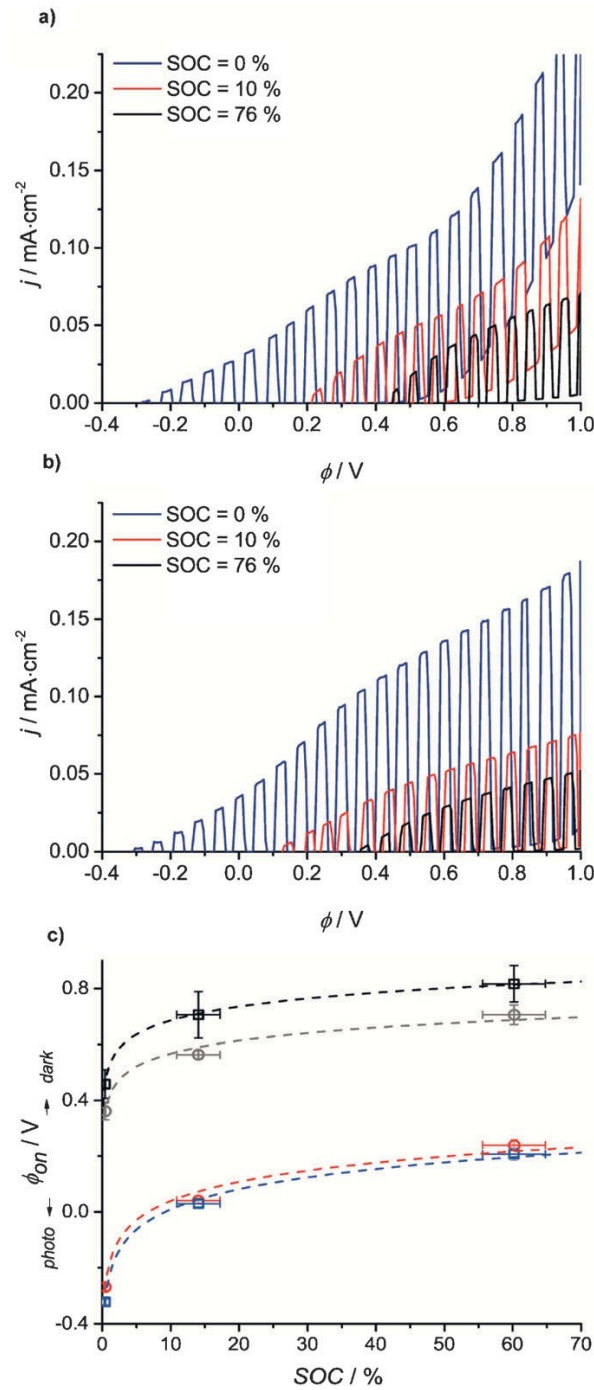 a)
SOC = 0 %
SOC = 10 %
SOC = 76 %
0.20
0.15
0.10
0.05
0.00
j / mA·cm⁻²
-0.4 -0.2 0.0 0.2 0.4 0.6 0.8 1.0
ϕ / V
b)
SOC = 0 %
SOC = 10 %
SOC = 76 %
0.20
0.15
0.10
0.05
0.00
j / mA·cm⁻²
-0.4 -0.2 0.0 0.2 0.4 0.6 0.8 1.0
ϕ / V
c)
0.8
0.4
0.0
-0.4
photo ← ϕon / V → dark
0 10 20 30 40 50 60 70
SOC / %